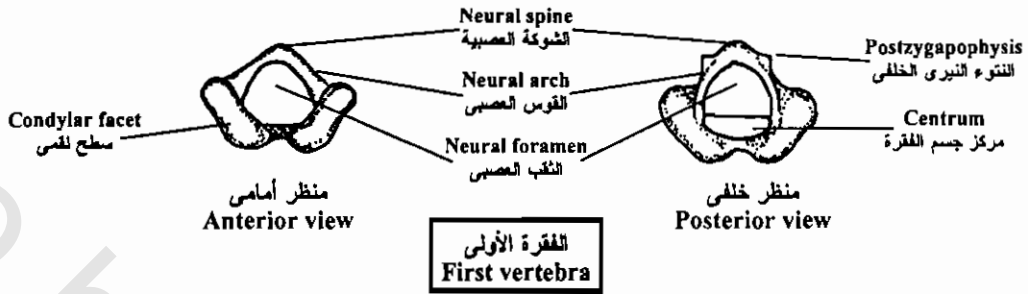 Neural spine
الشوكة العصبية
Postzygapophysis
النتوء النيرى الخلفى
Neural arch
القوس العصبى
Condylar facet
سطح لقمى
Centrum
مركز جسم الفقرة
Neural foramen
الثقب العصبى
منظر أمامى
Anterior view
منظر خلفى
Posterior view
الفقرة الأولى
First vertebra